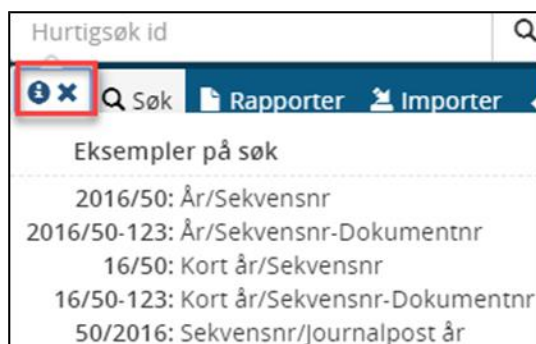 Hurtigsøk id
Søk Rapporter Importer
Eksempler på søk
2016/50: År/Sekvensnr
2016/50-123: År/Sekvensnr-Dokumentnr
16/50: Kort år/Sekvensnr
16/50-123: Kort år/Sekvensnr-Dokumentnr
50/2016: Sekvensnr/Journalpost år